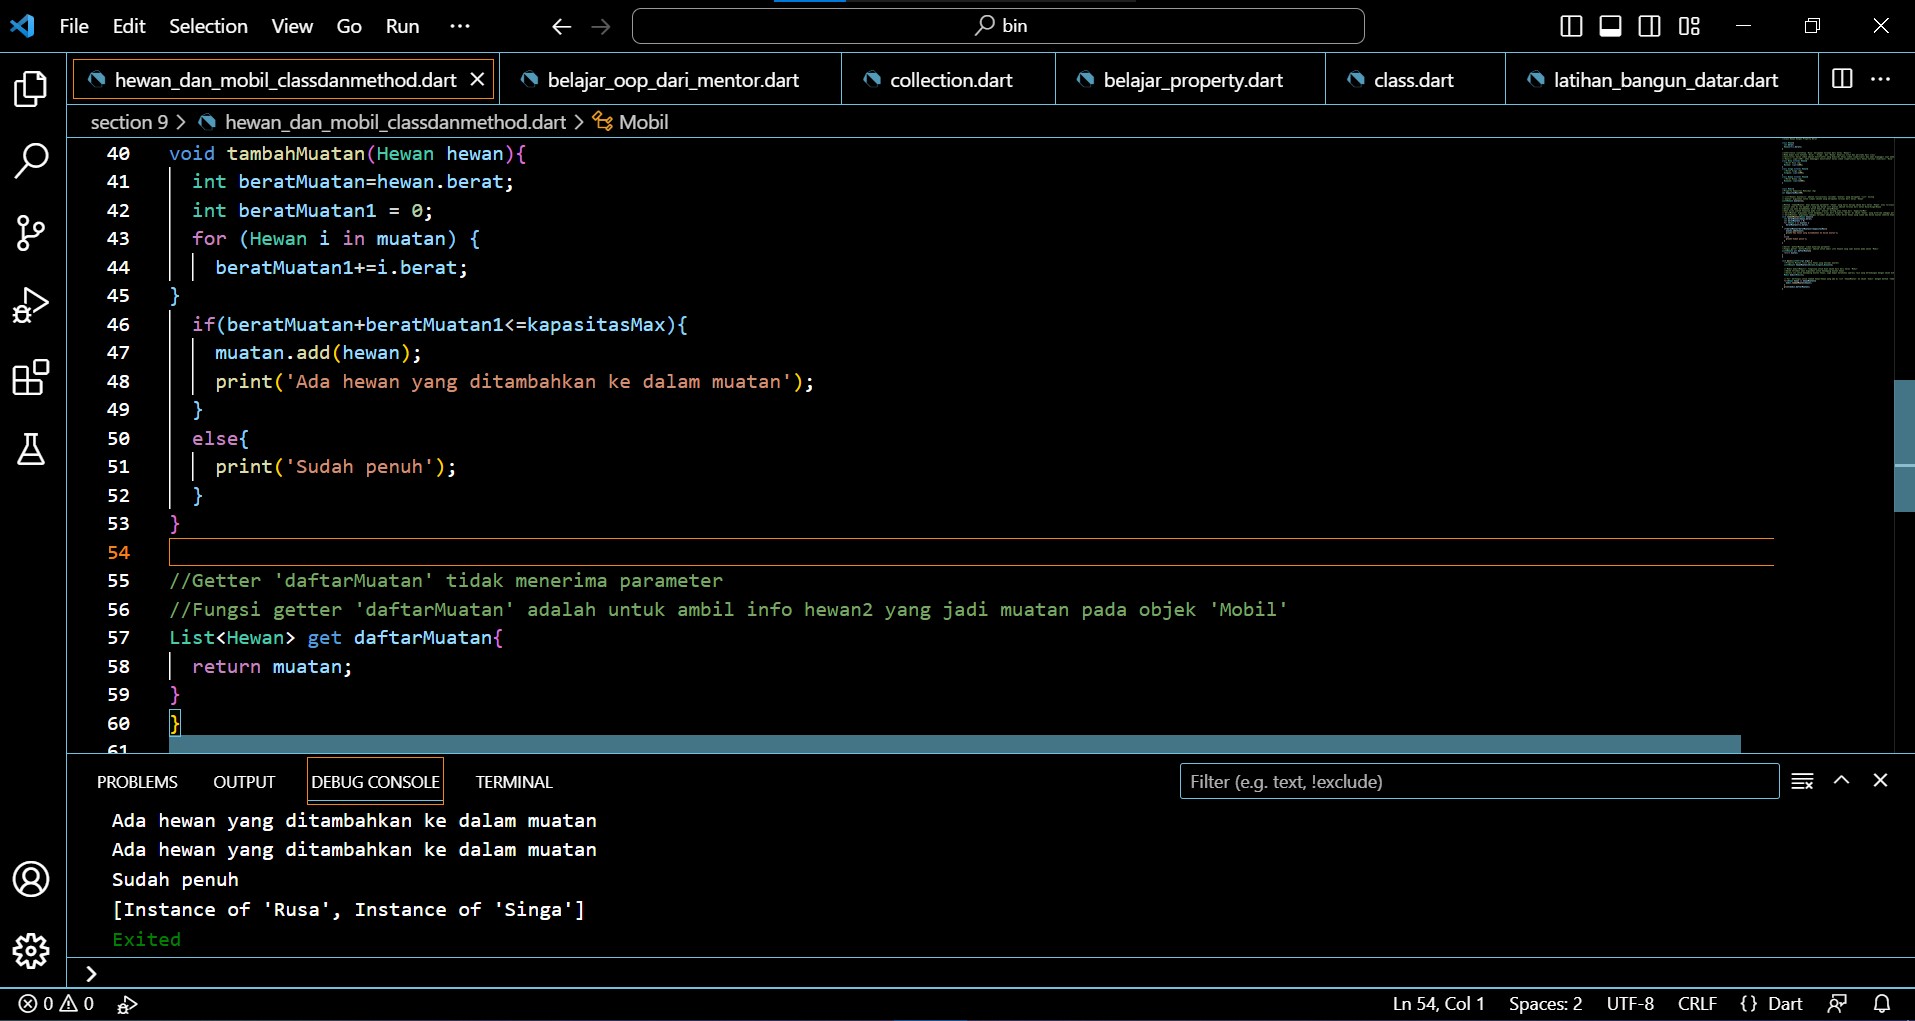 File Edit Selection View Go Run ···
bin
hewan_dan_mobil_classdanmethod.dart belajar_oop_dari_mentor.dart collection.dart belajar_property.dart class.dart latihan_bangun_datar.dart
section 9 > hewan_dan_mobil_classdanmethod.dart > Mobil
40 void tambahMuatan(Hewan hewan){
41 int beratMuatan=hewan.berat;
42 int beratMuatan1 = 0;
43 for (Hewan i in muatan) {
44 beratMuatan1+=i.berat;
45 }
46 if(beratMuatan+beratMuatan1<=kapasitasMax){
47 muatan.add(hewan);
48 print('Ada hewan yang ditambahkan ke dalam muatan');
49 }
50 else{
51 print('Sudah penuh');
52 }
53 }
54
55 //Getter 'daftarMuatan' tidak menerima parameter
56 //Fungsi getter 'daftarMuatan' adalah untuk ambil info hewan2 yang jadi muatan pada objek 'Mobil'
57 List<Hewan> get daftarMuatan{
58 return muatan;
59 }
60 }
61
PROBLEMS OUTPUT DEBUG CONSOLE TERMINAL
Filter (e.g. text, !exclude)
Ada hewan yang ditambahkan ke dalam muatan
Ada hewan yang ditambahkan ke dalam muatan
Sudah penuh
[Instance of 'Rusa', Instance of 'Singa']
Exited
>
0 0 Ln 54, Col 1 Spaces: 2 UTF-8 CRLF {} Dart